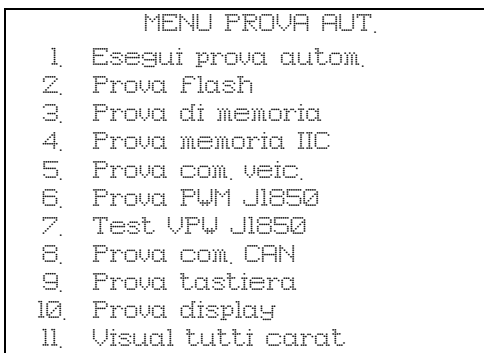 MENU PROVA AUT.
1. Esegui prova autom.
2. Prova flash
3. Prova di memoria
4. Prova memoria IIC
5. Prova com. veic.
6. Prova PWM J1850
7. Test VPW J1850
8. Prova com. CAN
9. Prova tastiera
10. Prova display
11. Visual tutti carat